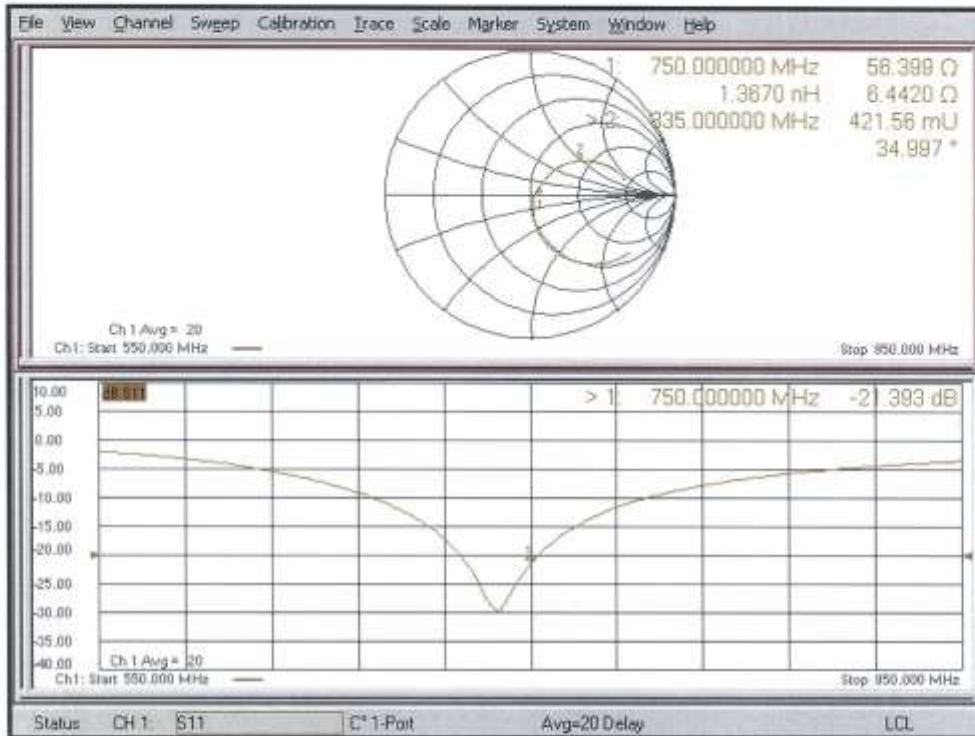 File View Channel Sweep Calibration Trace Scale Marker System Window Help
1: 750.000000 MHz 56.399 Ω
1.3670 nH 6.4420 Ω
> 2: 835.000000 MHz 421.56 mU
34.997 °
2
1
Ch 1 Avg = 20
Ch1: Start 550.000 MHz
Stop 950.000 MHz
10.00
dB S11
> 1: 750.000000 MHz -21.393 dB
5.00
0.00
-5.00
-10.00
-15.00
-20.00
1
-25.00
-30.00
-35.00
-40.00
Ch 1 Avg = 20
Ch1: Start 550.000 MHz
Stop 950.000 MHz
Status CH 1: S11 C* 1-Port Avg=20 Delay LCL